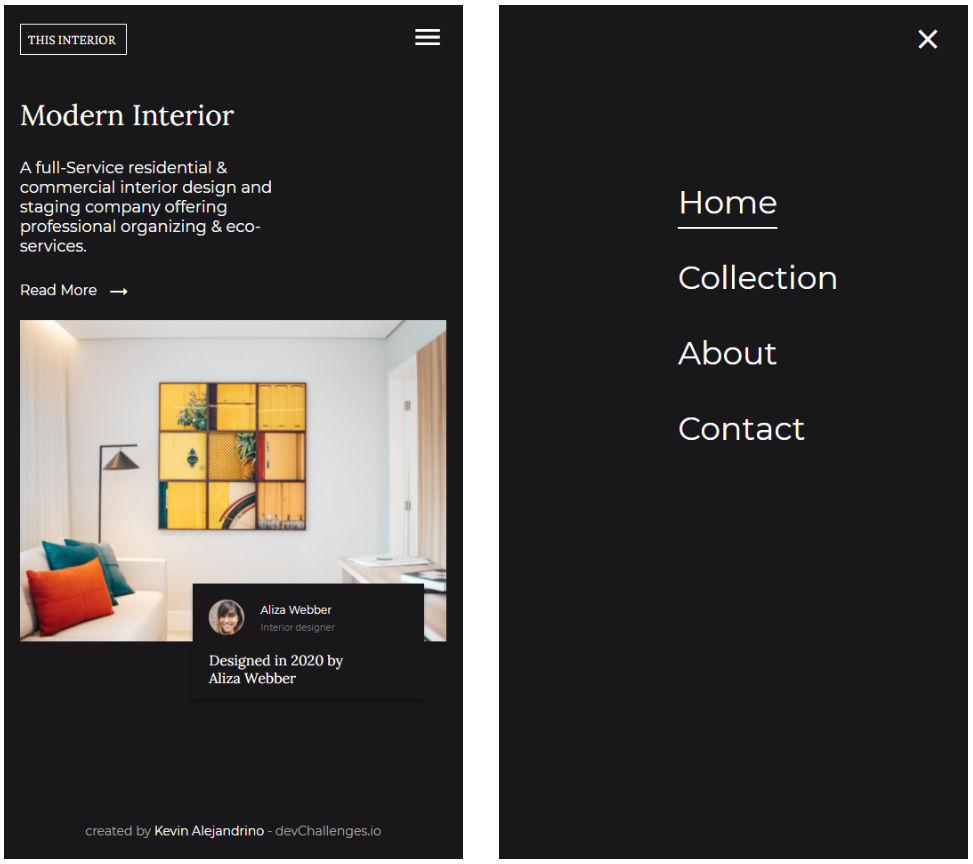 THIS INTERIOR
Modern Interior
A full-Service residential &
commercial interior design and
staging company offering
professional organizing & eco-
services.
Read More
Aliza Webber
Interior designer
Designed in 2020 by
Aliza Webber
created by Kevin Alejandrino - devChallenges.io
Home
Collection
About
Contact